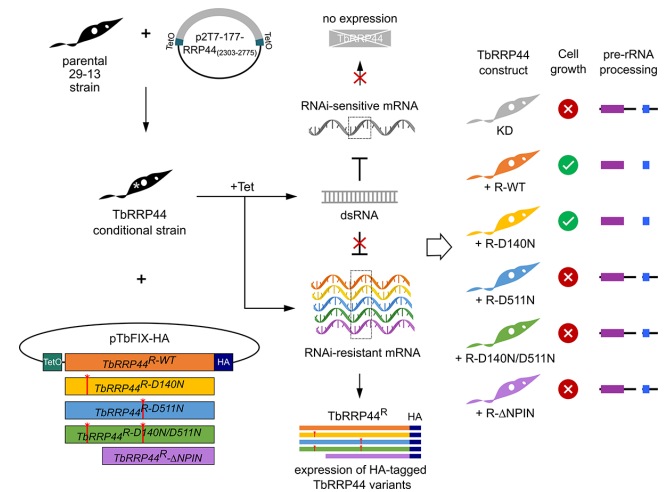 parental
29-13
strain
+
TetO
p2T7-177-
RRP44(2303-2775)
TetO
*
TbRRP44
conditional strain
+
pTbFIX-HA
TetO
TbRRP44R-WT
HA
TbRRP44R-D140N
TbRRP44R-D511N
TbRRP44R-D140N/D511N
TbRRP44R-ΔNPIN
+Tet
no expression
TbRRP44
RNAi-sensitive mRNA
dsRNA
RNAi-resistant mRNA
TbRRP44R
HA
expression of HA-tagged
TbRRP44 variants
TbRRP44
construct
Cell
growth
pre-rRNA
processing
KD
+ R-WT
+ R-D140N
+ R-D511N
+ R-D140N/D511N
+ R-ΔNPIN